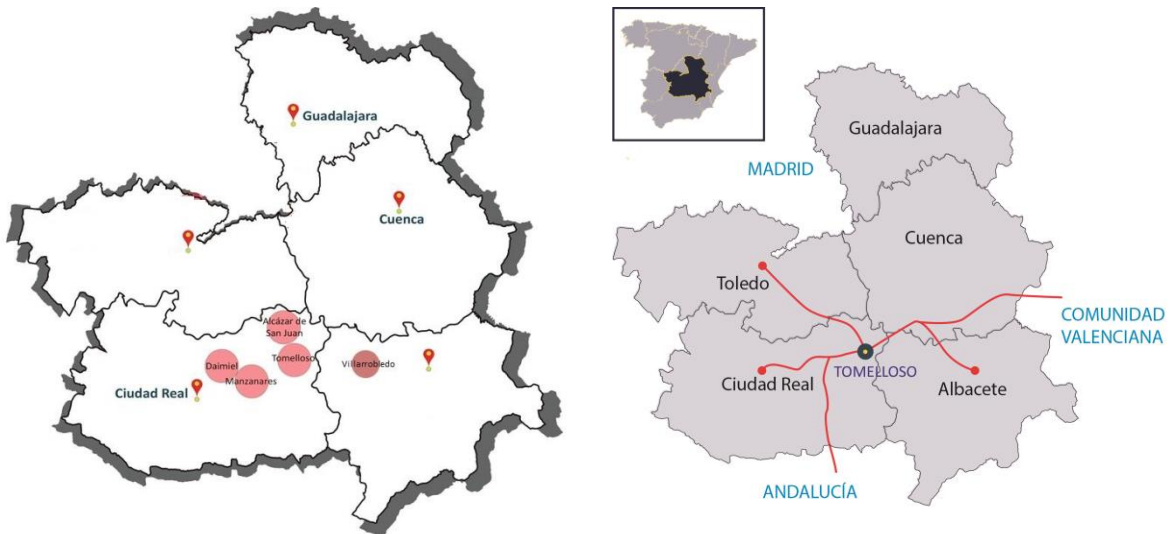 Guadalajara
Cuenca
Alcázar de
San Juan
Daimiel
Tomelloso
Villarrobledo
Manzanares
Ciudad Real
Guadalajara
MADRID
Cuenca
Toledo
COMUNIDAD
VALENCIANA
Ciudad Real
TOMELLOSO
Albacete
ANDALUCÍA